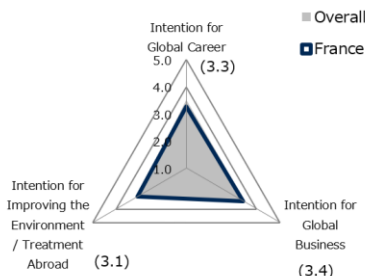 Intention for
Global Career
(3.3)
Overall
France
5.0
4.0
3.0
2.0
1.0
Intention for
Improving the
Environment
/ Treatment
Abroad
(3.1)
Intention for
Global
Business
(3.4)